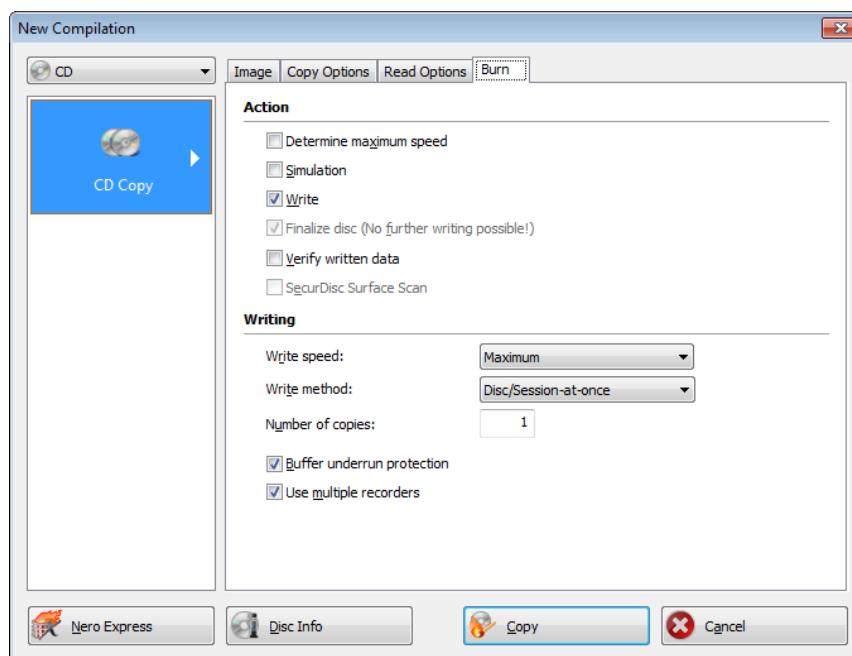 New Compilation
CD
Image Copy Options Read Options Burn
CD Copy
Action
Determine maximum speed
Simulation
Write
Finalize disc (No further writing possible!)
Verify written data
SecurDisc Surface Scan
Writing
Write speed: Maximum
Write method: Disc/Session-at-once
Number of copies: 1
Buffer underrun protection
Use multiple recorders
Nero Express Disc Info Copy Cancel